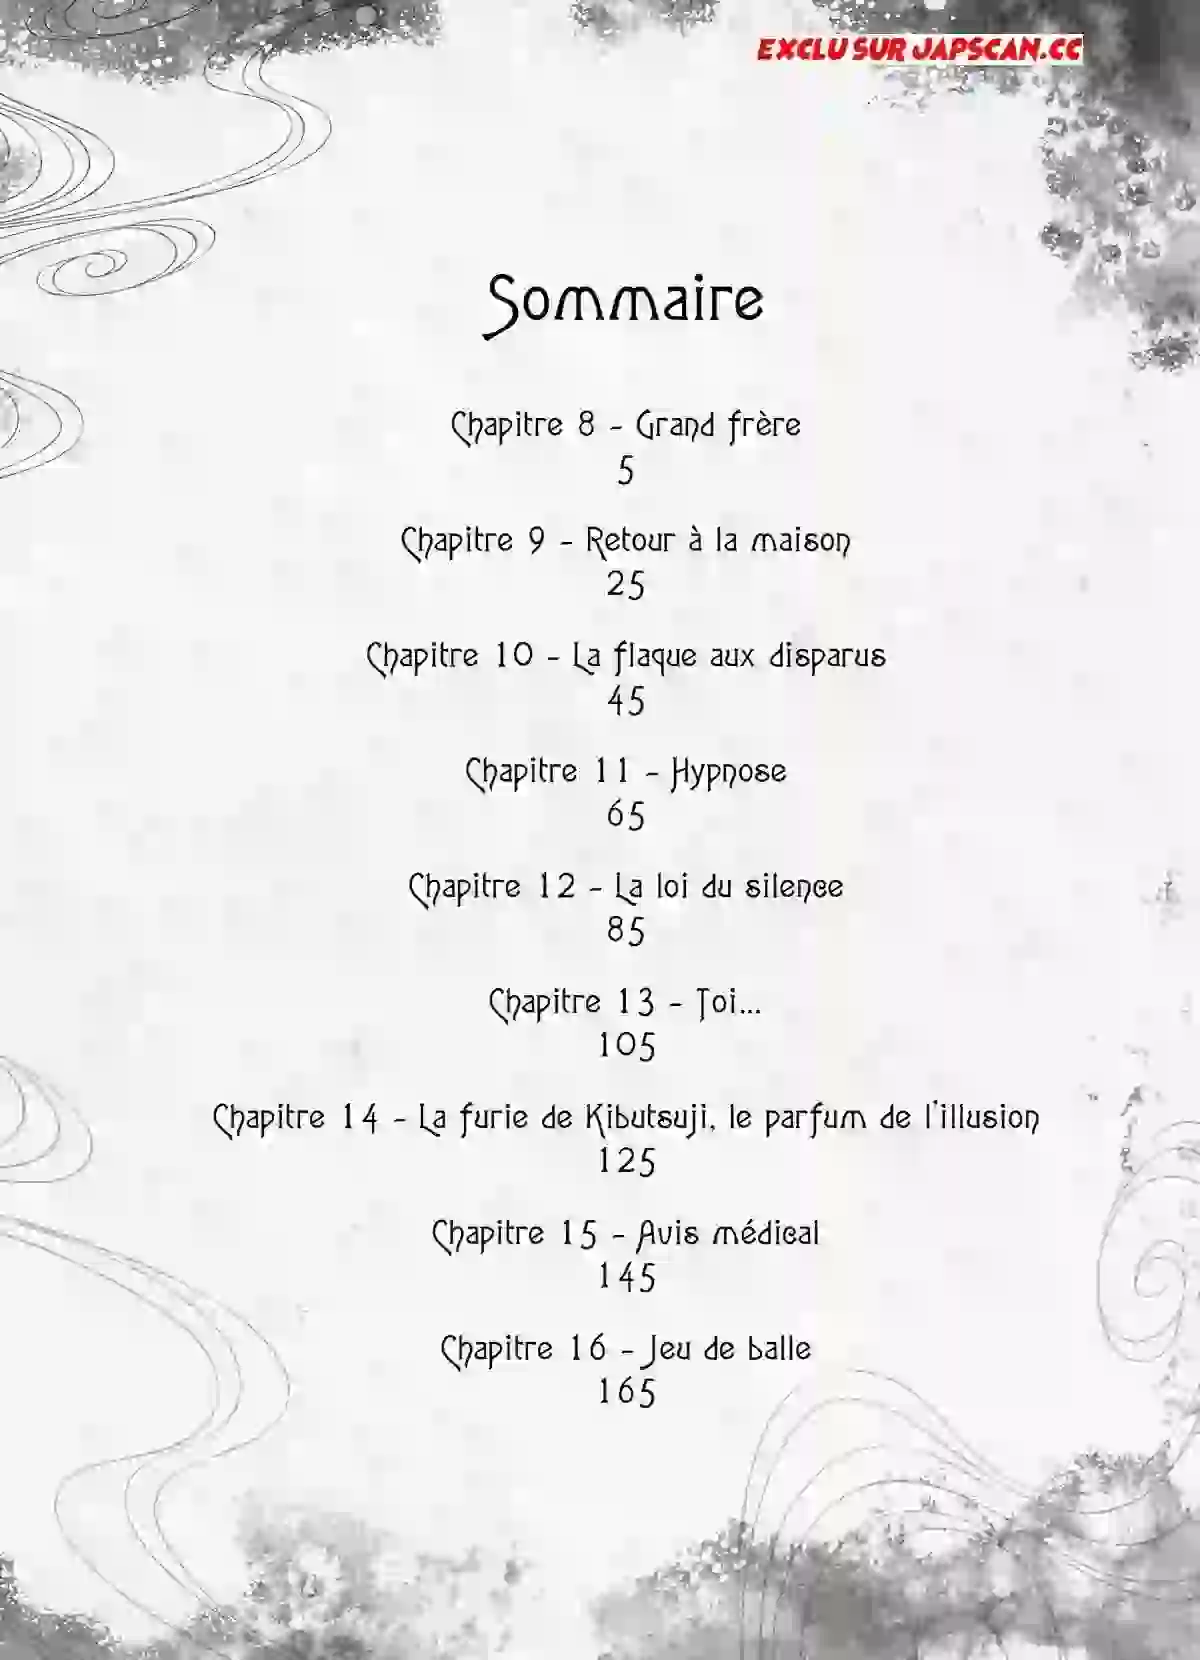 EXCLU SUR JAPSCAN.CC
Sommaire
Chapitre 8 - Grand frère
5
Chapitre 9 - Retour à la maison
25
Chapitre 10 - La flaque aux disparus
45
Chapitre 11 - Hypnose
65
Chapitre 12 - La loi du silence
85
Chapitre 13 - Toi...
105
Chapitre 14 - La furie de Kibutsuji, le parfum de l'illusion
125
Chapitre 15 - Avis médical
145
Chapitre 16 - Jeu de balle
165